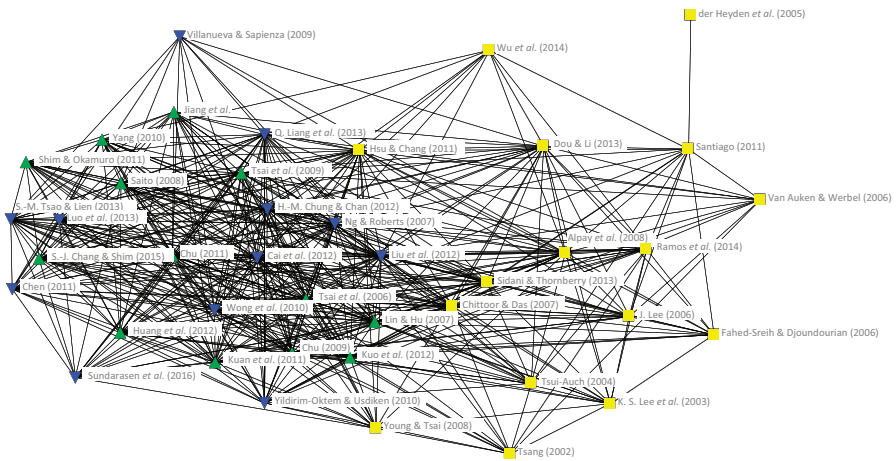 der Heyden et al. (2005)
Villanueva & Sapienza (2009)
Wu et al. (2014)
Jiang et al.
Q. Liang et al. (2013)
Yang (2010)
Hsu & Chang (2011)
Dou & Li (2013)
Santiago (2011)
Shim & Okamuro (2011)
Tsai et al. (2009)
Saito (2008)
Van Auken & Werbel (2006)
S.-M. Tsao & Lien (2013)
H.-M. Chung & Chan (2012)
Luo et al. (2013)
Ng & Roberts (2007)
Alpay et al. (2008)
Ramos et al. (2014)
S.-J. Chang & Shim (2015)
Chu (2011)
Cai et al. (2012)
Liu et al. (2012)
Sidani & Thornberry (2013)
Chen (2011)
Tsai et al. (2006)
Chittoor & Das (2007)
Wong et al. (2010)
J. Lee (2006)
Lin & Hu (2007)
Huang et al. (2012)
Fahed-Sreih & Djoundourian (2006)
Chu (2009)
Kuo et al. (2012)
Kuan et al. (2011)
Sundarasen et al. (2016)
Tsui-Auch (2004)
Yildirim-Oktem & Usdiken (2010)
K. S. Lee et al. (2003)
Young & Tsai (2008)
Tsang (2002)